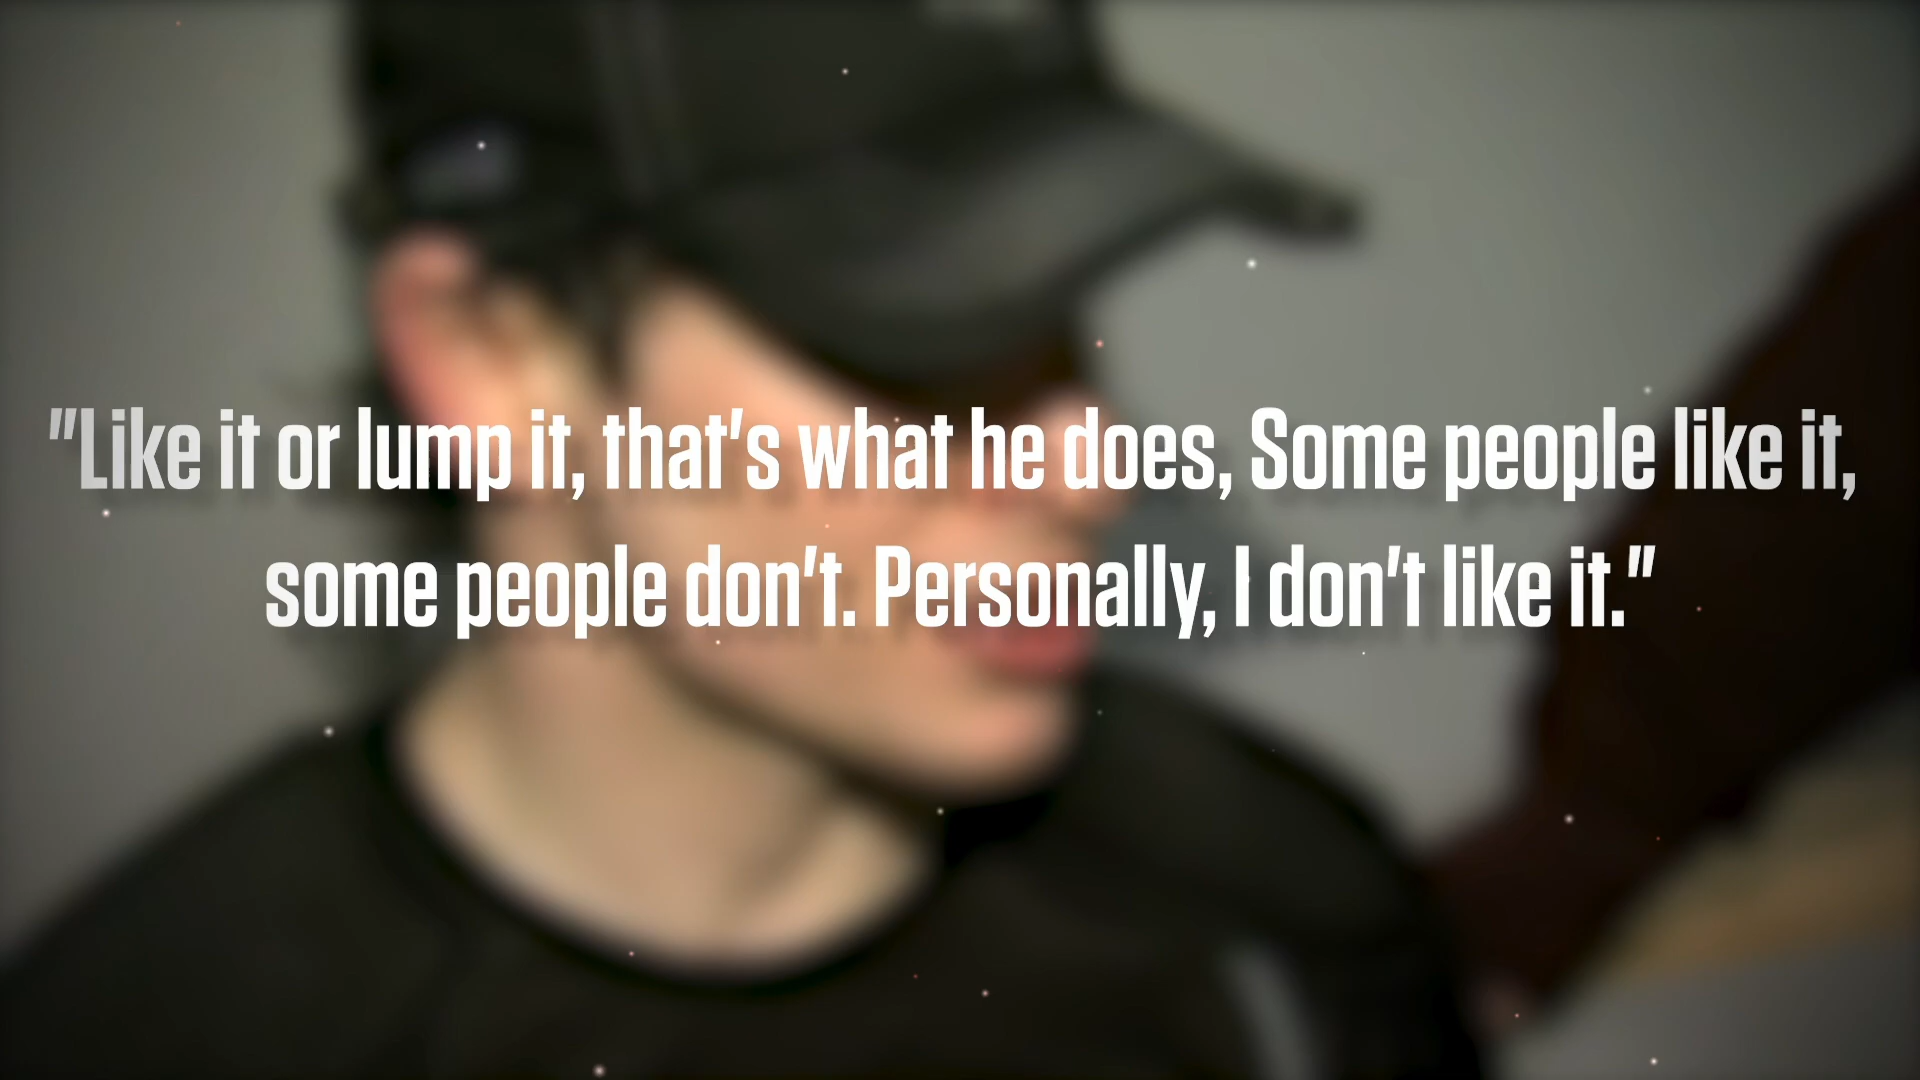 "Like it or lump it, that's what he does, Some people like it,
some people don't. Personally, I don't like it."